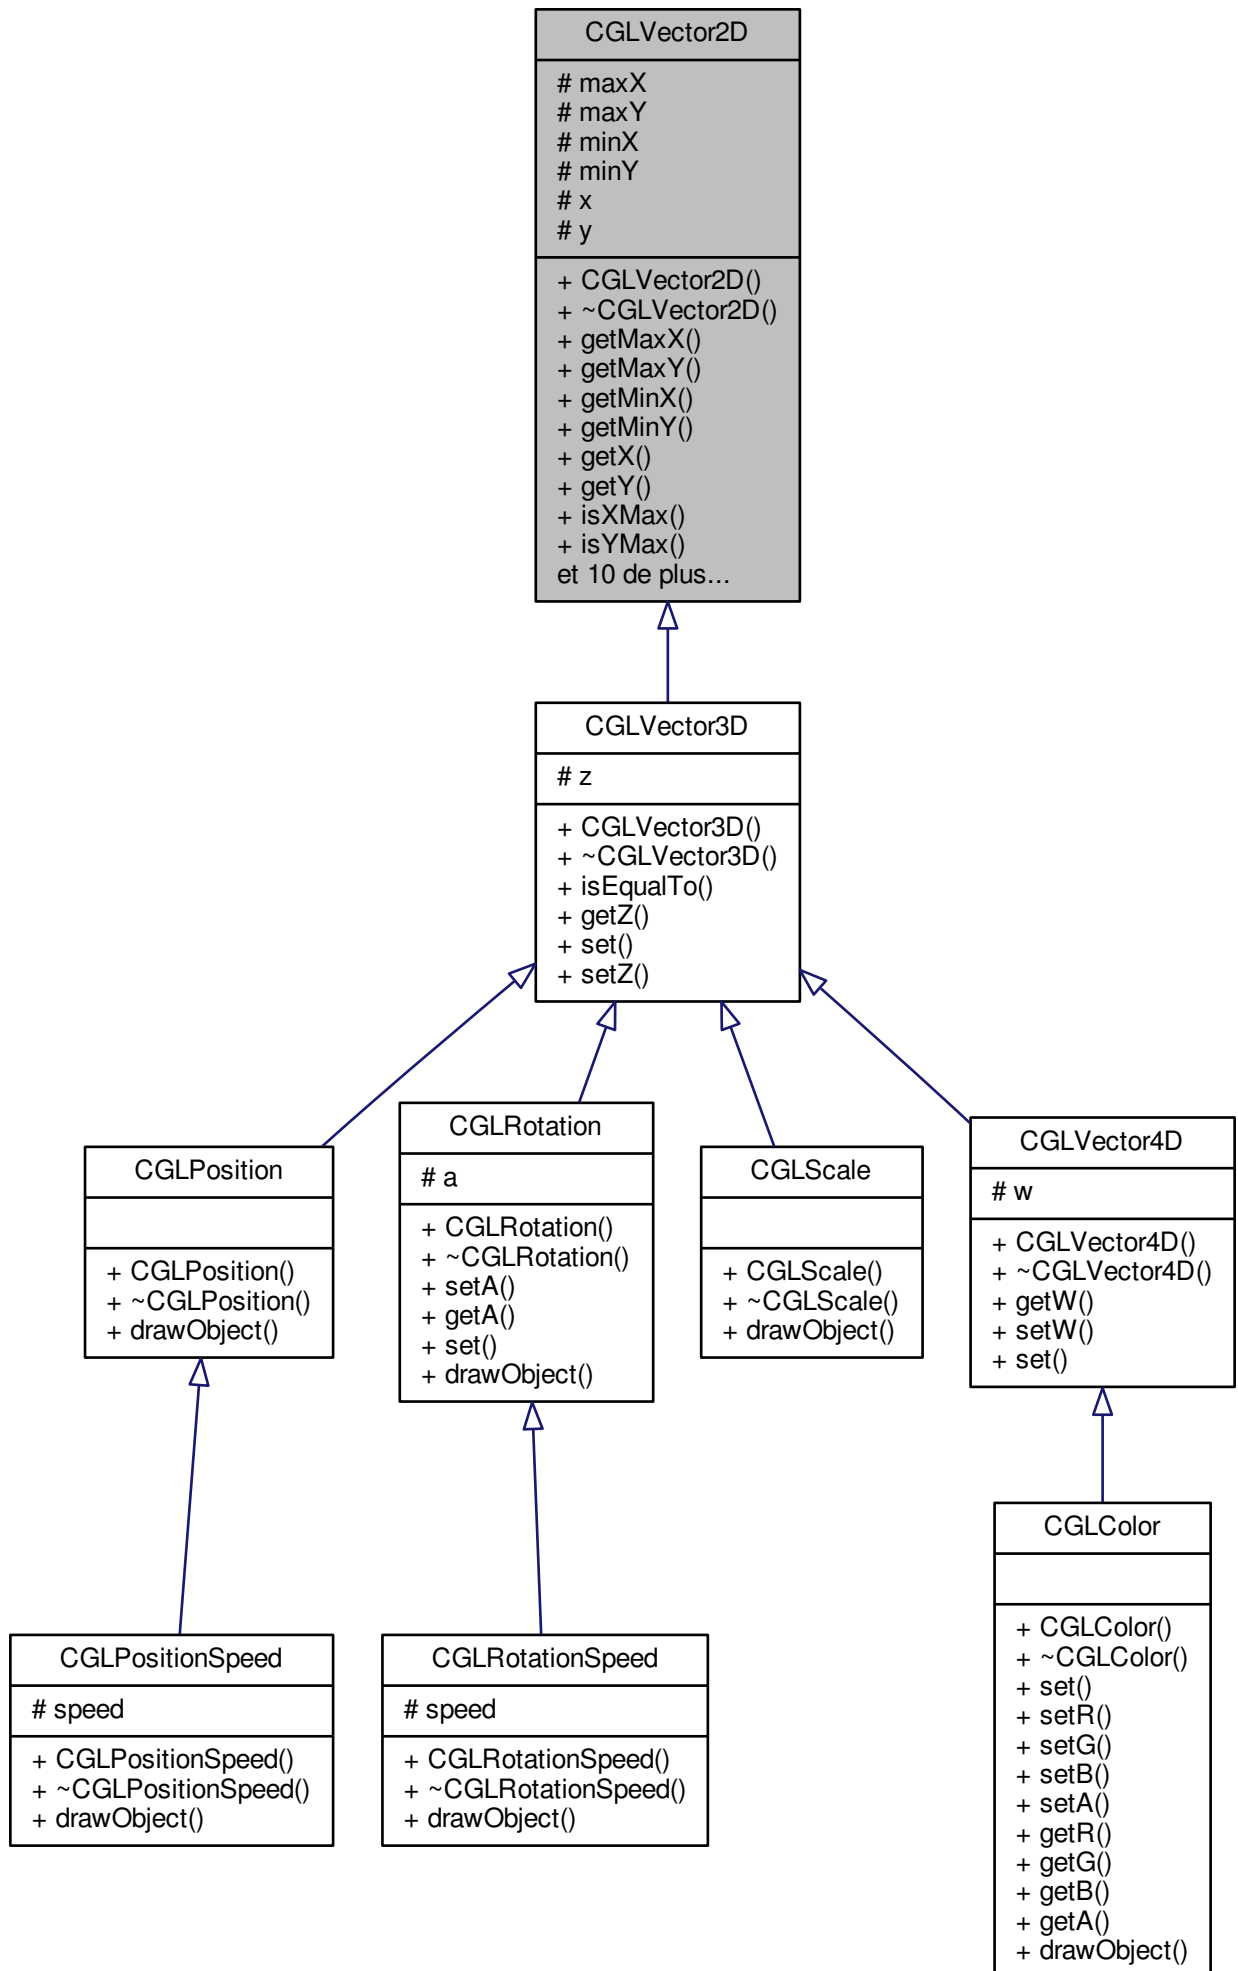 CGLVector2D
# maxX
# maxY
# minX
# minY
# x
# y
+ CGLVector2D()
+ ~CGLVector2D()
+ getMaxX()
+ getMaxY()
+ getMinX()
+ getMinY()
+ getX()
+ getY()
+ isXMax()
+ isYMax()
et 10 de plus...
CGLVector3D
# z
+ CGLVector3D()
+ ~CGLVector3D()
+ isEqualTo()
+ getZ()
+ set()
+ setZ()
CGLPosition
+ CGLPosition()
+ ~CGLPosition()
+ drawObject()
CGLRotation
# a
+ CGLRotation()
+ ~CGLRotation()
+ setA()
+ getA()
+ set()
+ drawObject()
CGLScale
+ CGLScale()
+ ~CGLScale()
+ drawObject()
CGLVector4D
# w
+ CGLVector4D()
+ ~CGLVector4D()
+ getW()
+ setW()
+ set()
CGLPositionSpeed
# speed
+ CGLPositionSpeed()
+ ~CGLPositionSpeed()
+ drawObject()
CGLRotationSpeed
# speed
+ CGLRotationSpeed()
+ ~CGLRotationSpeed()
+ drawObject()
CGLColor
+ CGLColor()
+ ~CGLColor()
+ set()
+ setR()
+ setG()
+ setB()
+ setA()
+ getR()
+ getG()
+ getB()
+ getA()
+ drawObject()